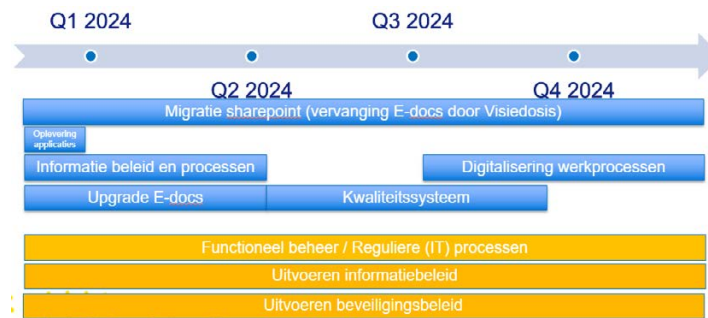 Q1 2024
Q3 2024
Q2 2024
Q4 2024
Migratie sharepoint (vervanging E-docs door Visiedosis)
Oplevering
applicaties
Informatie beleid en processen
Digitalisering werkprocessen
Upgrade E-docs
Kwaliteitssysteem
Functioneel beheer / Reguliere (IT) processen
Uitvoeren informatiebeleid
Uitvoeren beveiligingsbeleid